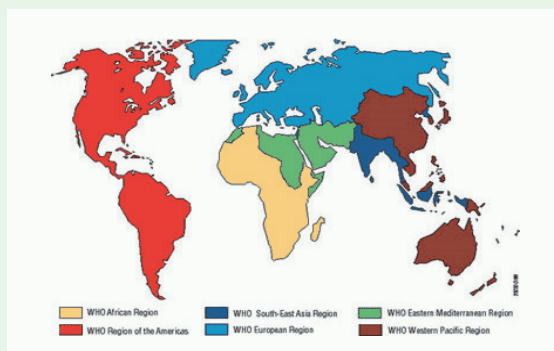 WHO African Region
WHO South-East Asia Region
WHO Eastern Mediterranean Region
WHO Region of the Americas
WHO European Region
WHO Western Pacific Region